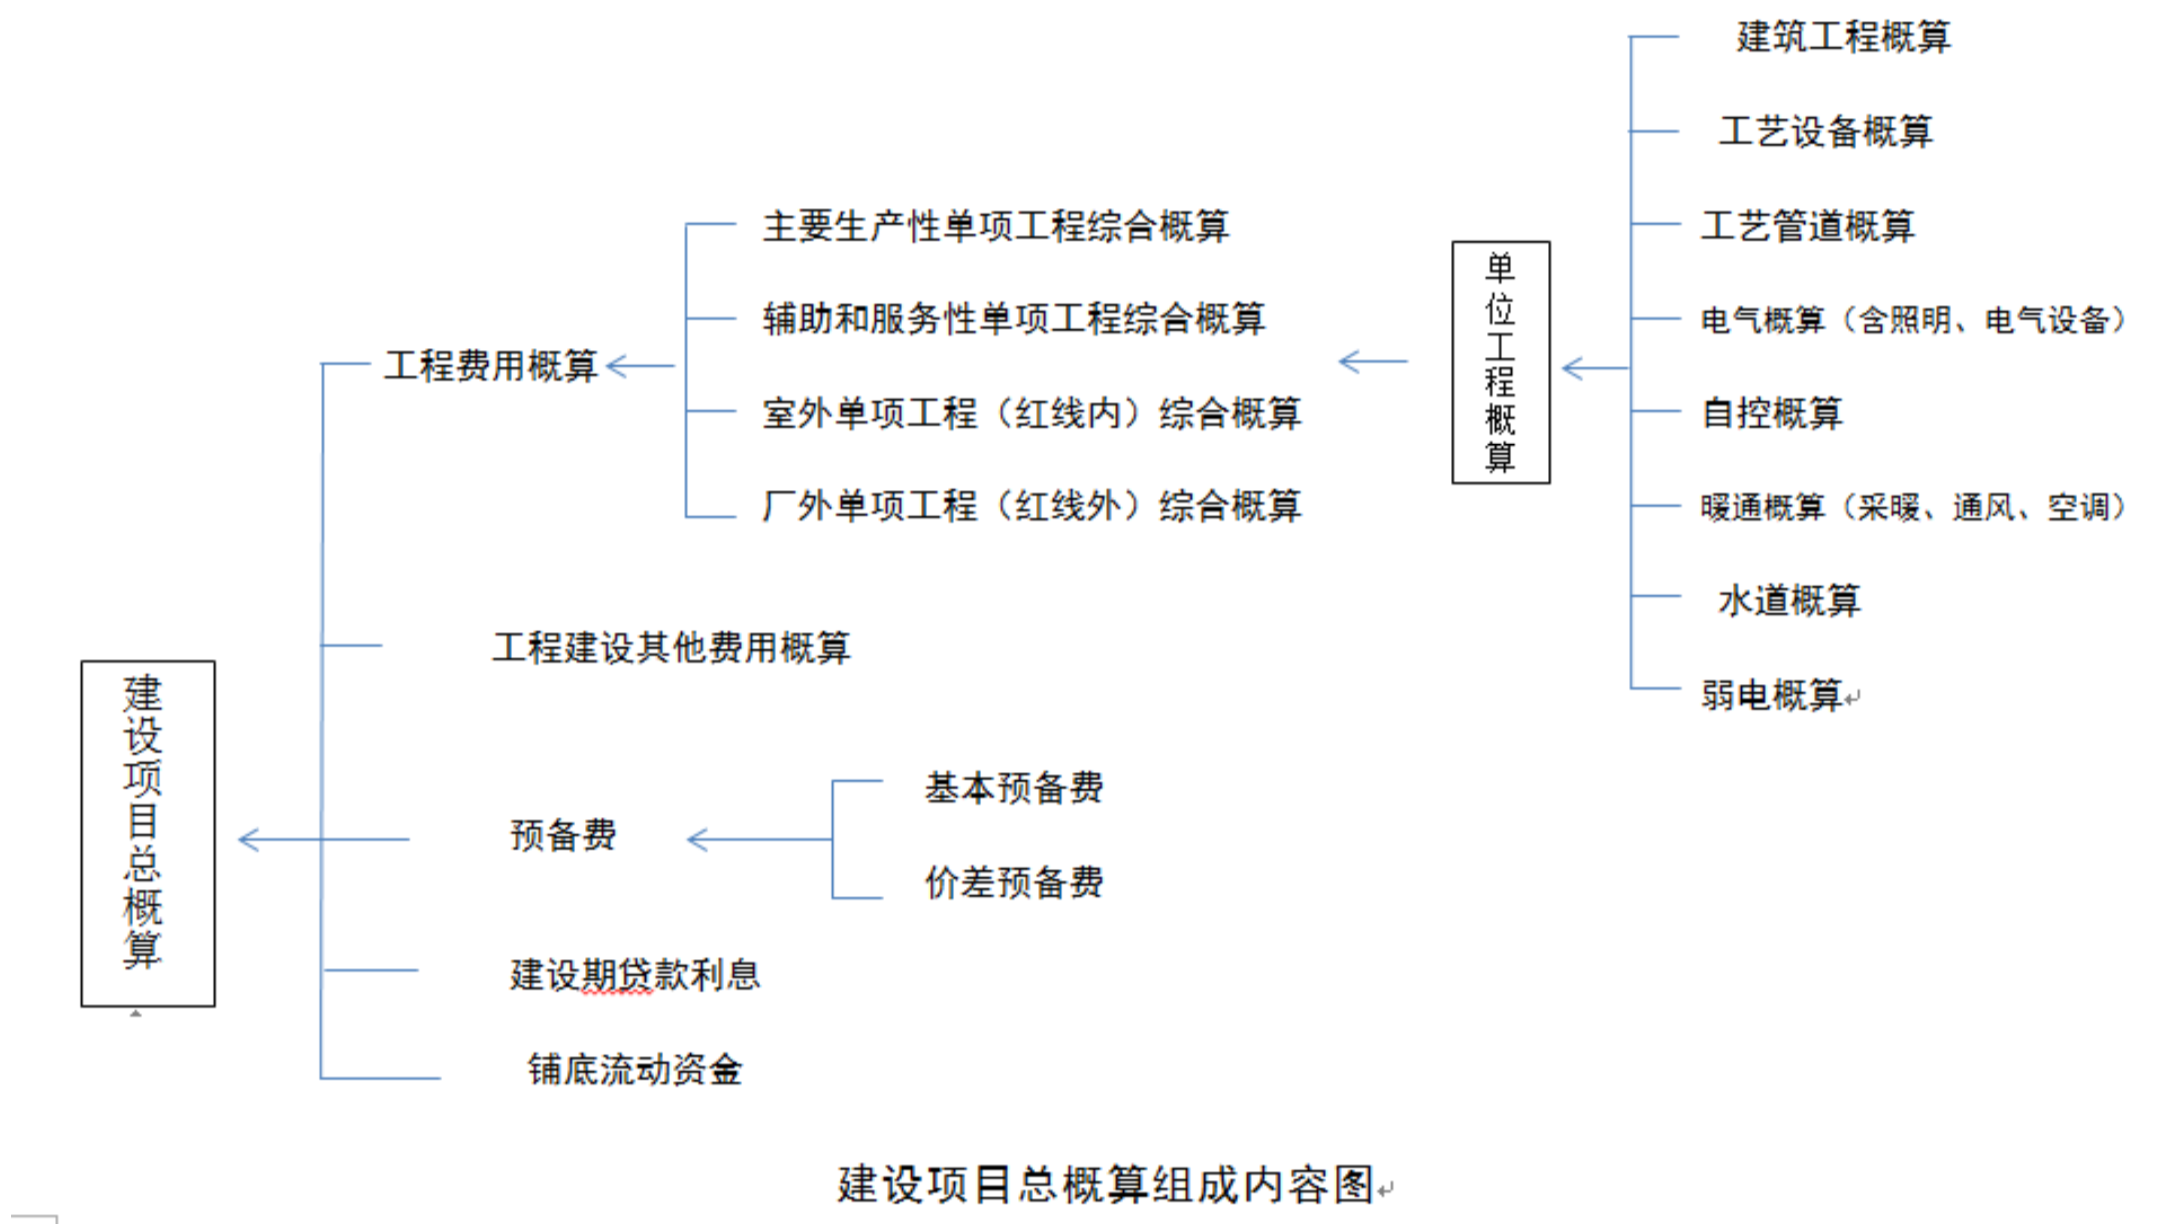 建设项目总概算
工程费用概算
主要生产性单项工程综合概算
辅助和服务性单项工程综合概算
室外单项工程（红线内）综合概算
厂外单项工程（红线外）综合概算
单位工程概算
建筑工程概算
工艺设备概算
工艺管道概算
电气概算（含照明、电气设备）
自控概算
暖通概算（采暖、通风、空调）
水道概算
弱电概算
工程建设其他费用概算
预备费
基本预备费
价差预备费
建设期贷款利息
铺底流动资金
建设项目总概算组成内容图